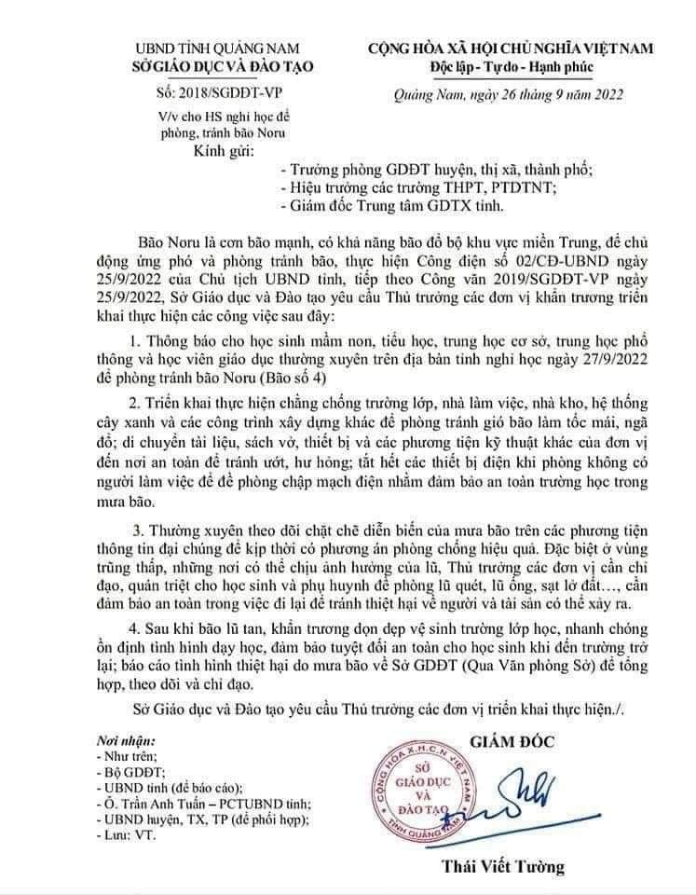 UBND TỈNH QUẢNG NAM
SỞ GIÁO DỤC VÀ ĐÀO TẠO
CỘNG HÒA XÃ HỘI CHỦ NGHĨA VIỆT NAM
Độc lập - Tự do - Hạnh phúc
Số: 2018/SGDĐT-VP
Quảng Nam, ngày 26 tháng 9 năm 2022
V/v cho HS nghỉ học để
phòng, tránh bão Noru
Kính gửi:
- Trưởng phòng GDĐT huyện, thị xã, thành phố;
- Hiệu trưởng các trường THPT, PTDTNT;
- Giám đốc Trung tâm GDTX tỉnh.
Bão Noru là cơn bão mạnh, có khả năng bão đổ bộ khu vực miền Trung, để chủ
động ứng phó và phòng tránh bão, thực hiện Công điện số 02/CĐ-UBND ngày
25/9/2022 của Chủ tịch UBND tỉnh, tiếp theo Công văn 2019/SGDĐT-VP ngày
25/9/2022, Sở Giáo dục và Đào tạo yêu cầu Thủ trưởng các đơn vị khẩn trương triển
khai thực hiện các công việc sau đây:
1. Thông báo cho học sinh mầm non, tiểu học, trung học cơ sở, trung học phổ
thông và học viên giáo dục thường xuyên trên địa bàn tỉnh nghỉ học ngày 27/9/2022
để phòng tránh bão Noru (Bão số 4)
2. Triển khai thực hiện chằng chống trường lớp, nhà làm việc, nhà kho, hệ thống
cây xanh và các công trình xây dựng khác để phòng tránh gió bão làm tốc mái, ngã
đổ; di chuyển tài liệu, sách vở, thiết bị và các phương tiện kỹ thuật khác của đơn vị
đến nơi an toàn để tránh ướt, hư hỏng; tắt hết các thiết bị điện khi phòng không có
người làm việc để đề phòng chập mạch điện nhằm đảm bảo an toàn trường học trong
mưa bão.
3. Thường xuyên theo dõi chặt chẽ diễn biến của mưa bão trên các phương tiện
thông tin đại chúng để kịp thời có phương án phòng chống hiệu quả. Đặc biệt ở vùng
trũng thấp, những nơi có thể chịu ảnh hưởng của lũ, Thủ trưởng các đơn vị cần chỉ
đạo, quán triệt cho học sinh và phụ huynh đề phòng lũ quét, lũ ống, sạt lở đất…, cần
đảm bảo an toàn trong việc đi lại để tránh thiệt hại về người và tài sản có thể xảy ra.
4. Sau khi bão lũ tan, khẩn trương dọn dẹp vệ sinh trường lớp học, nhanh chóng
ổn định tình hình dạy học, đảm bảo tuyệt đối an toàn cho học sinh khi đến trường trở
lại; báo cáo tình hình thiệt hại do mưa bão về Sở GDĐT (Qua Văn phòng Sở) để tổng
hợp, theo dõi và chỉ đạo.
Sở Giáo dục và Đào tạo yêu cầu Thủ trưởng các đơn vị triển khai thực hiện./.
Nơi nhận:
- Như trên;
- Bộ GDĐT;
- UBND tỉnh (để báo cáo);
- Ô. Trần Anh Tuấn – PCTUBND tỉnh;
- UBND huyện, TX, TP (để phối hợp);
- Lưu: VT.
GIÁM ĐỐC
CỘNG HÒA X.H.C.N VIỆT NAM
SỞ
GIÁO DỤC
VÀ
ĐÀO TẠO
TỈNH QUẢNG NAM
Thái Viết Tường